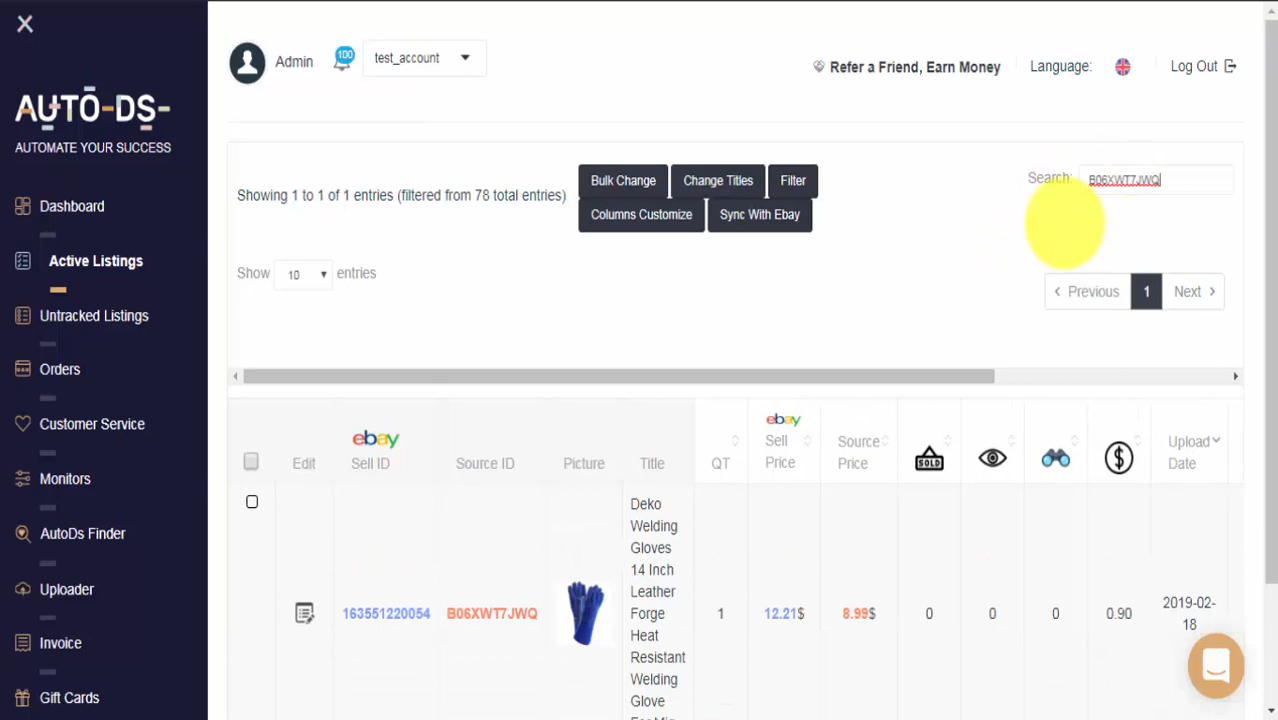 Admin
100
test_account
Refer a Friend, Earn Money
Language:
Log Out
AUTO-DS-
AUTOMATE YOUR SUCCESS
Dashboard
Active Listings
Untracked Listings
Orders
Customer Service
Monitors
AutoDs Finder
Uploader
Invoice
Gift Cards
Showing 1 to 1 of 1 entries (filtered from 78 total entries)
Bulk Change
Change Titles
Filter
Columns Customize
Sync With Ebay
Search:
B06XWT7JWQ
Show 10 entries
Previous 1 Next
Edit
ebay
Sell ID
Source ID
Picture
Title
QT
ebay
Sell
Price
Source
Price
SOLD
$
Upload
Date
163551220054
B06XWT7JWQ
Deko
Welding
Gloves
14 Inch
Leather
Forge
Heat
Resistant
Welding
Glove
1
12.21$
8.99$
0
0
0
0.90
2019-02-
18